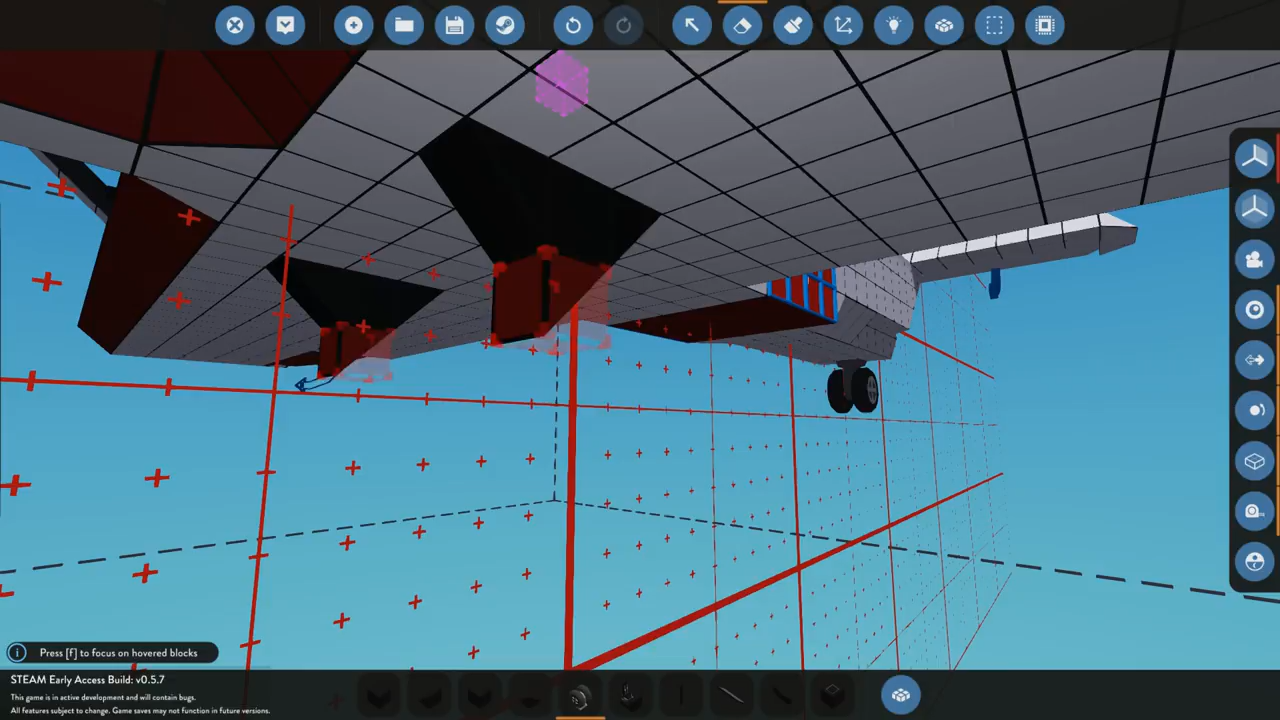 Press [f] to focus on hovered blocks
STEAM Early Access Build: v0.5.7
This game is in active development and will contain bugs.
All features subject to change. Game saves may not function in future versions.